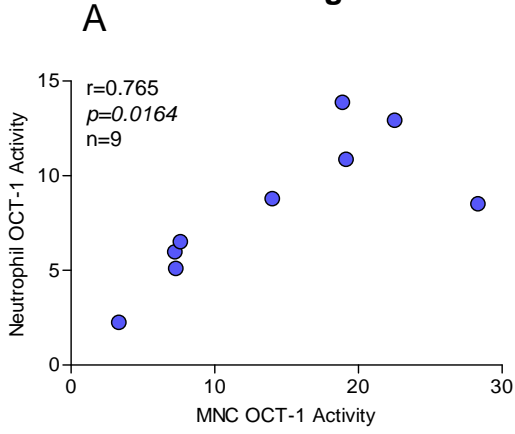 A
15
10
5
0
r=0.765
p=0.0164
n=9
Neutrophil OCT-1 Activity
0 10 20 30
MNC OCT-1 Activity